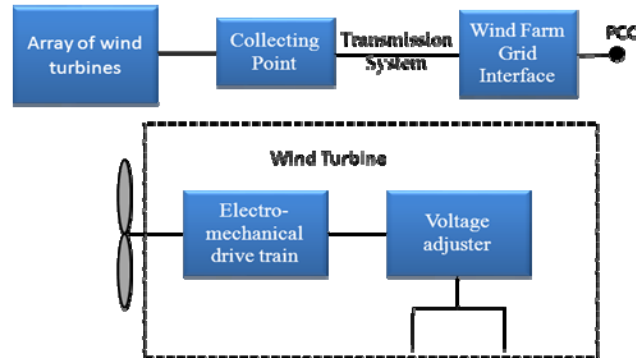 Array of wind
turbines
Collecting
Point
Transmission
System
Wind Farm
Grid
Interface
PCC
Wind Turbine
Electro-
mechanical
drive train
Voltage
adjuster